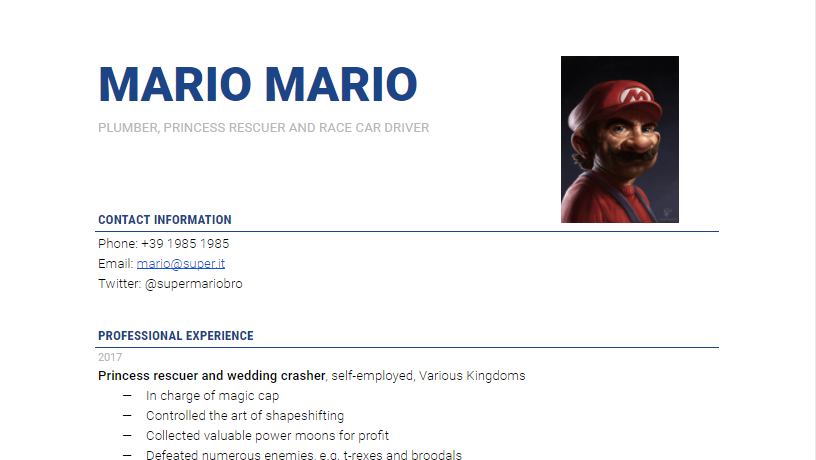 MARIO MARIO
PLUMBER, PRINCESS RESCUER AND RACE CAR DRIVER
M
CONTACT INFORMATION
Phone: +39 1985 1985
Email: mario@super.it
Twitter: @supermariobro
PROFESSIONAL EXPERIENCE
2017
Princess rescuer and wedding crasher, self-employed, Various Kingdoms
— In charge of magic cap
— Controlled the art of shapeshifting
— Collected valuable power moons for profit
— Defeated numerous enemies, e.g. t-rexes and broodals